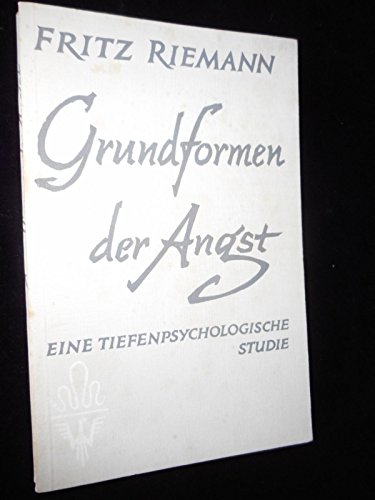 FRITZ RIEMANN
Grundformen
der Angst
EINE TIEFENPSYCHOLOGISCHE
STUDIE